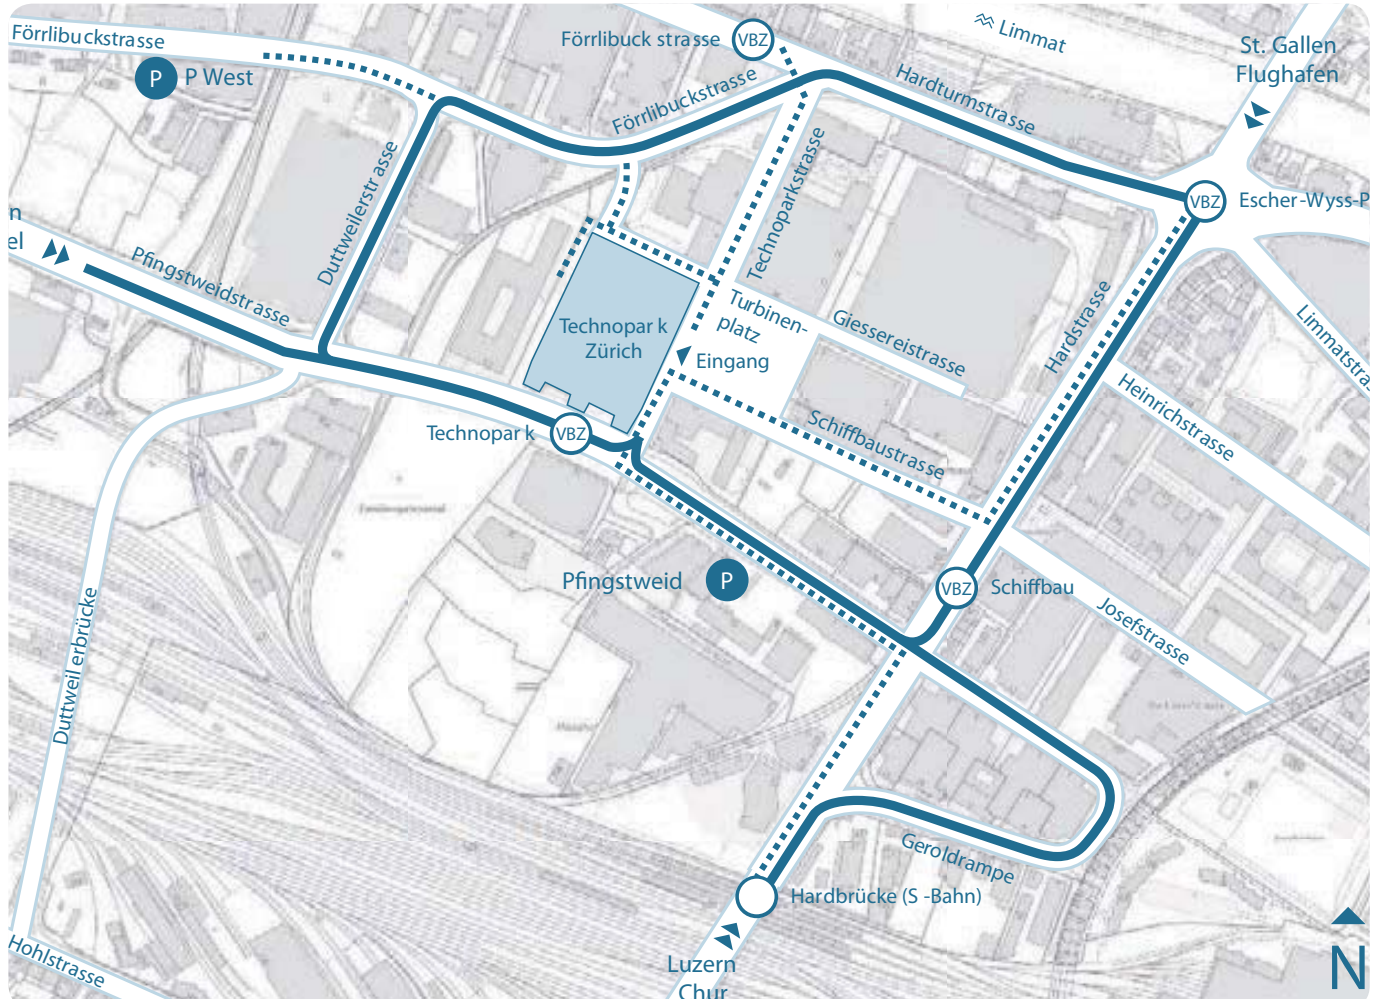 Förrlibuckstrasse
P
P West
Förrlibuck strasse
VBZ
Limmat
St. Gallen
Flughafen
Förrlibuckstrasse
Hardturmstrasse
Duttweilerstrasse
Technoparkstrasse
VBZ
Escher-Wyss-P
n
el
Pfingstweidstrasse
Technopar k
Zürich
Turbinen-
platz
Eingang
Giessereistrasse
Hardstrasse
Limmatstras
Heinrichstrasse
Technopar k
VBZ
Schiffbaustrasse
Pfingstweid
P
VBZ
Schiffbau
Josefstrasse
Duttweil erbrücke
Geroldrampe
Hardbrücke (S -Bahn)
Hohlstrasse
Luzern
Chur
N